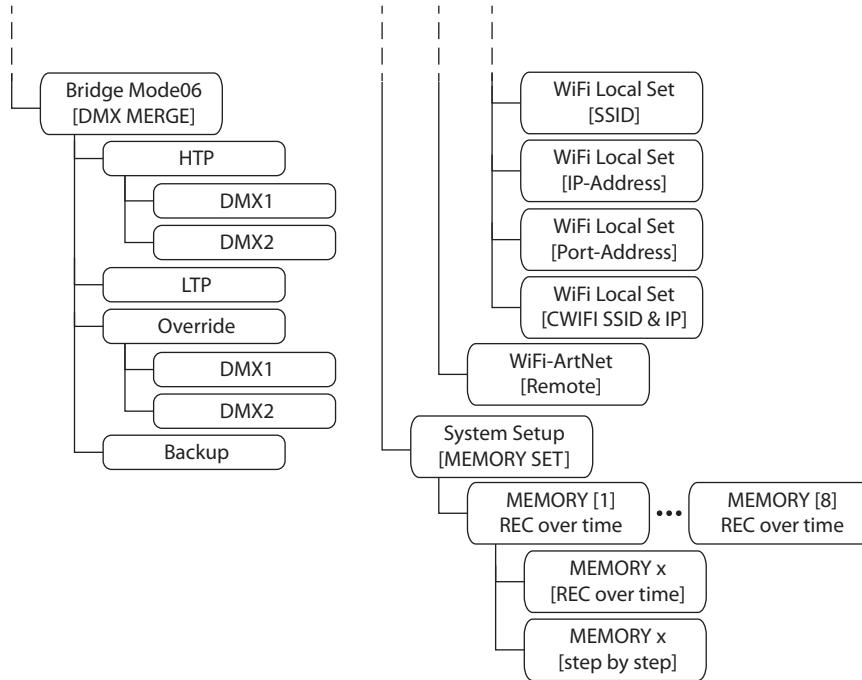 Bridge Mode06
[DMX MERGE]
HTP
DMX1
DMX2
LTP
Override
DMX1
DMX2
Backup
WiFi Local Set
[SSID]
WiFi Local Set
[IP-Address]
WiFi Local Set
[Port-Address]
WiFi Local Set
[CWIFI SSID & IP]
WiFi-ArtNet
[Remote]
System Setup
[MEMORY SET]
MEMORY [1]
REC over time
•••
MEMORY [8]
REC over time
MEMORY x
[REC over time]
MEMORY x
[step by step]